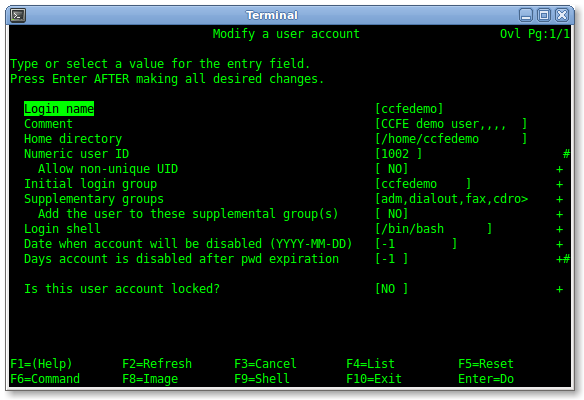 Terminal
Modify a user account Ovl Pg:1/1
Type or select a value for the entry field.
Press Enter AFTER making all desired changes.
Login name [ccfedemo]
Comment [CCFE demo user,,,, ]
Home directory [/home/ccfedemo ]
Numeric user ID [1002 ] #
Allow non-unique UID [ NO] +
Initial login group [ccfedemo ] +
Supplementary groups [adm,dialout,fax,cdro> +
Add the user to these supplemental group(s) [ NO] +
Login shell [/bin/bash ] +
Date when account will be disabled (YYYY-MM-DD) [-1 ] +
Days account is disabled after pwd expiration [-1 ] +#
Is this user account locked? [NO ] +
F1=(Help) F2=Refresh F3=Cancel F4=List F5=Reset
F6=Command F8=Image F9=Shell F10=Exit Enter=Do